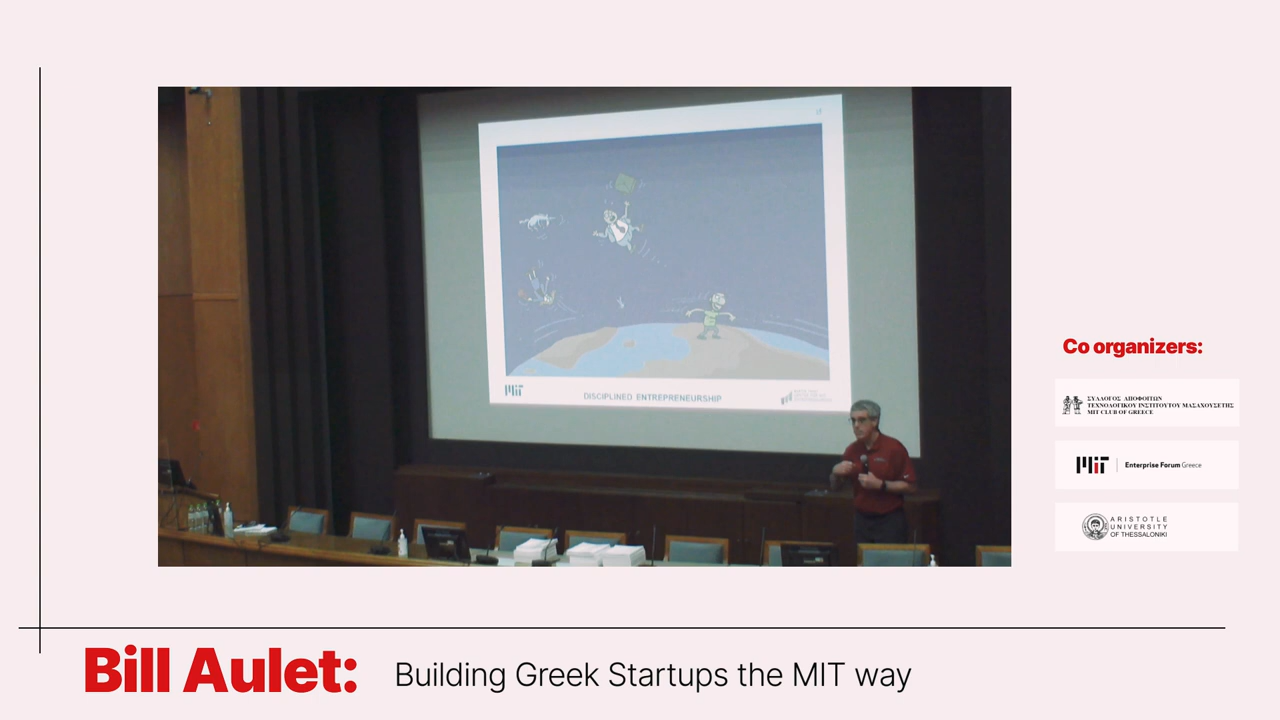 MIT
DISCIPLINED ENTREPRENEURSHIP
Co organizers:
ΣΥΛΛΟΓΟΣ ΑΠΟΦΟΙΤΩΝ
ΤΕΧΝΟΛΟΓΙΚΟΥ ΙΝΣΤΙΤΟΥΤΟΥ ΜΑΣΑΧΟΥΣΕΤΗΣ
MIT CLUB OF GREECE
MIT Enterprise Forum Greece
ARISTOTLE
UNIVERSITY
OF THESSALONIKI
Bill Aulet: Building Greek Startups the MIT way